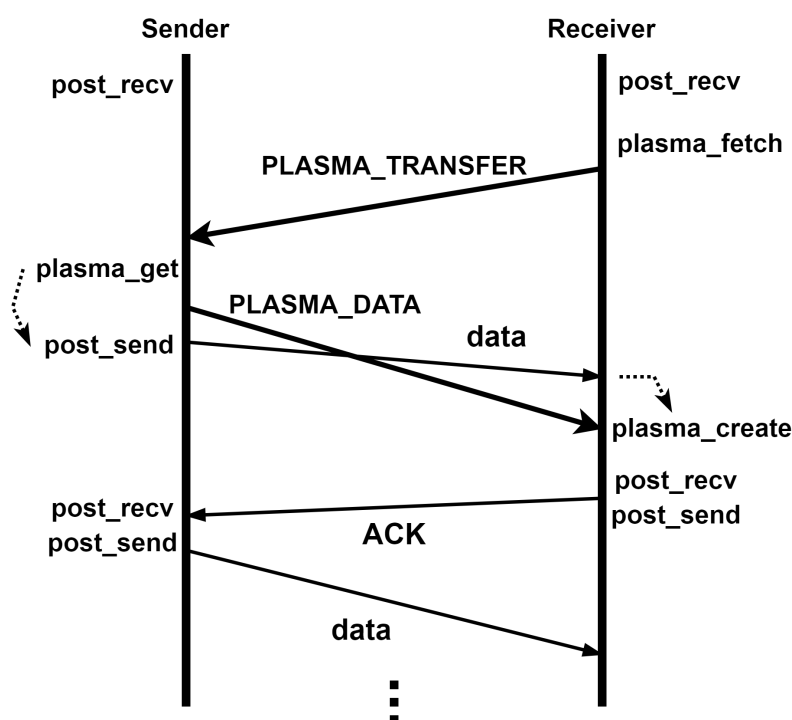 Sender
Receiver
post_recv
post_recv
plasma_fetch
PLASMA_TRANSFER
plasma_get
PLASMA_DATA
post_send
data
plasma_create
post_recv
post_recv
post_send
ACK
post_send
data